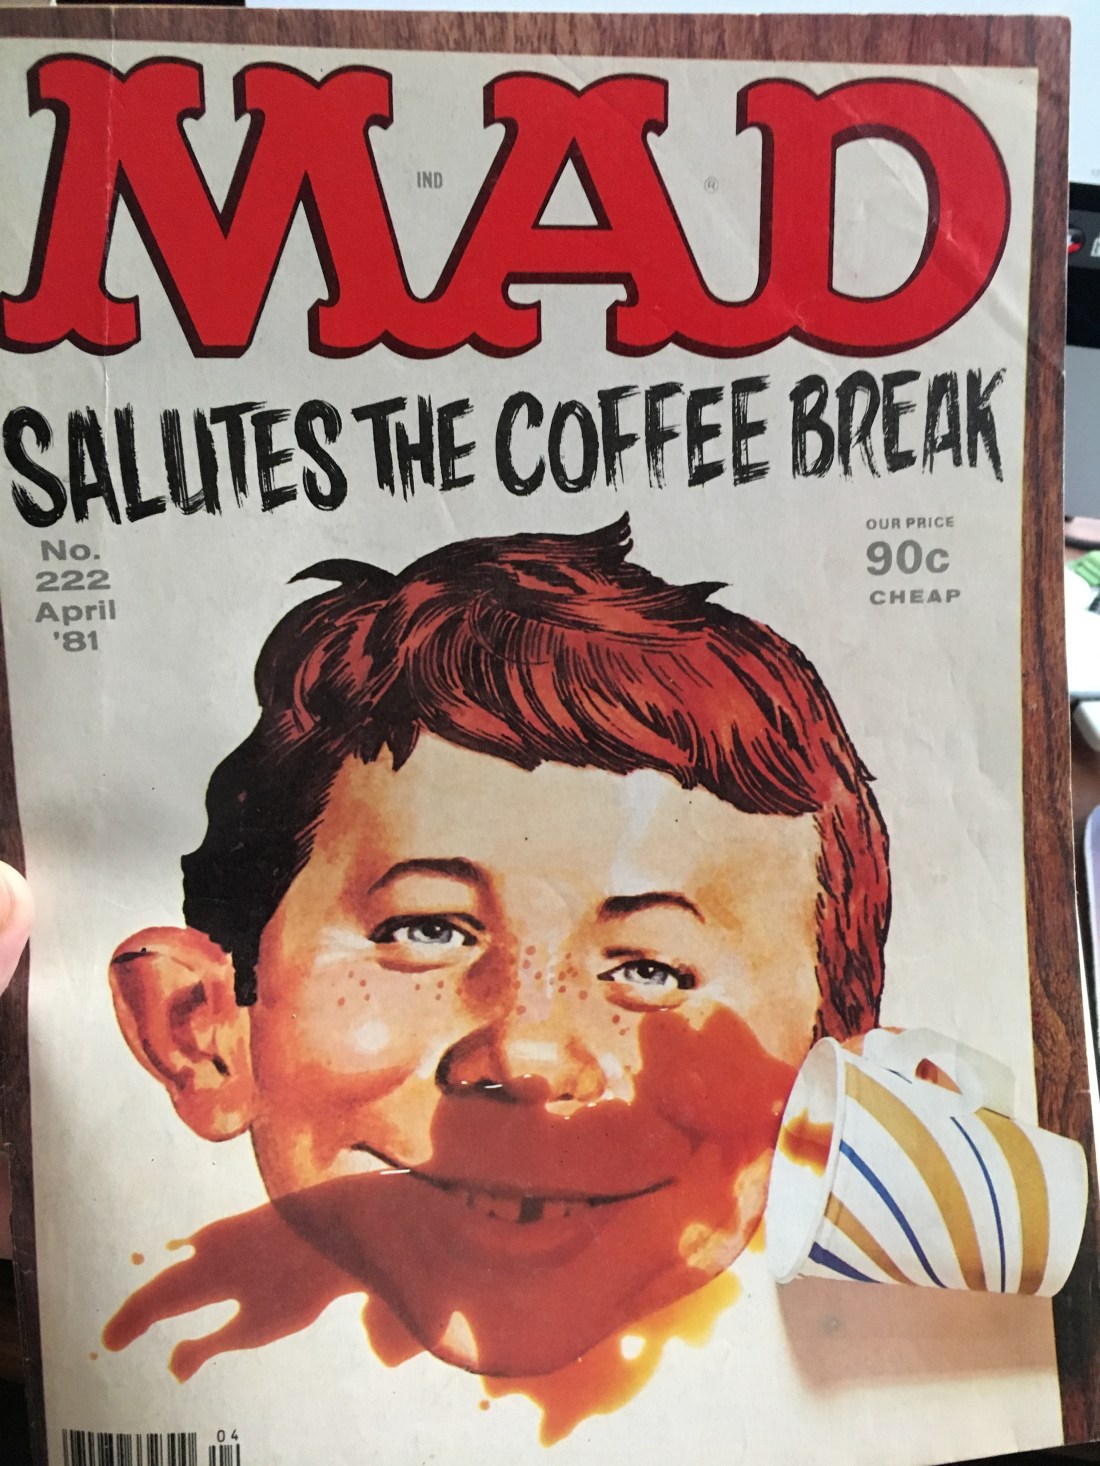 MAD
IND
®
SALUTES THE COFFEE BREAK
No.
222
April
'81
OUR PRICE
90c
CHEAP
04